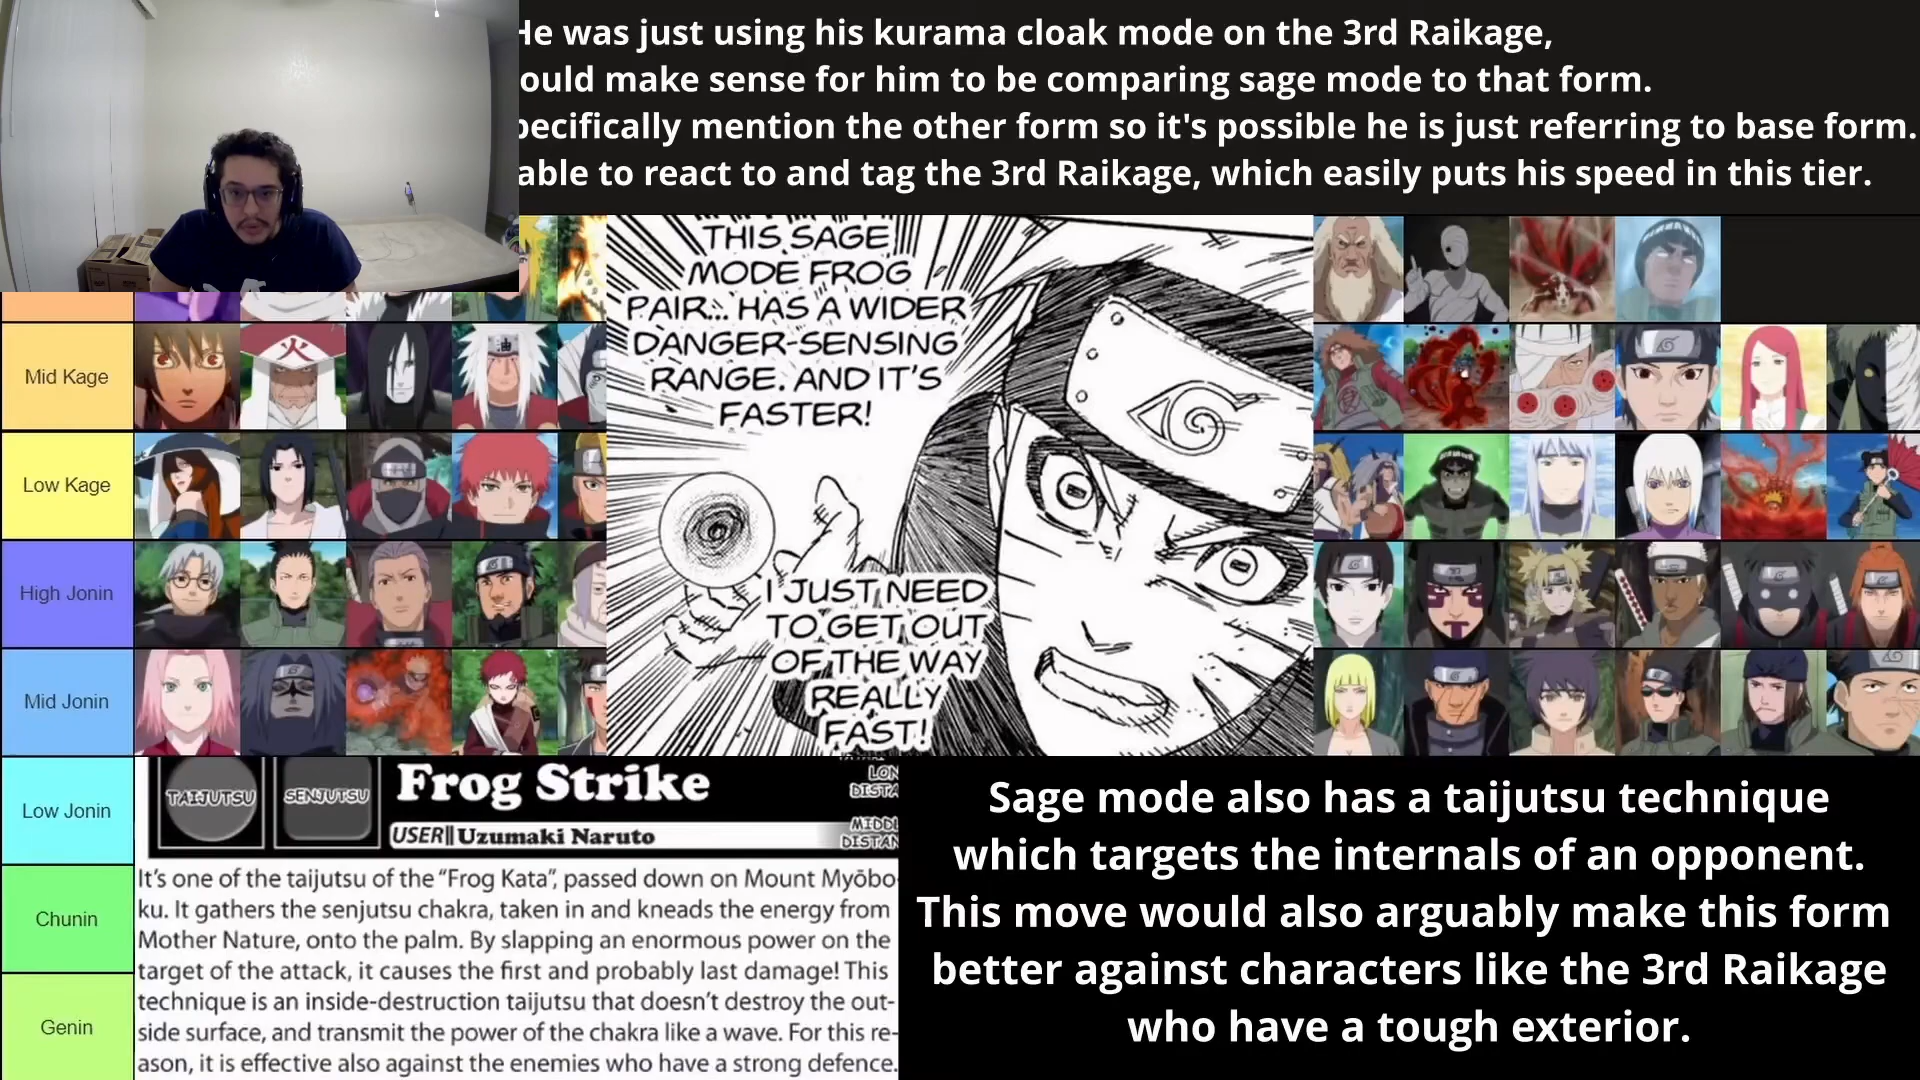 He was just using his kurama cloak mode on the 3rd Raikage,
ould make sense for him to be comparing sage mode to that form.
pecifically mention the other form so it's possible he is just referring to base form.
able to react to and tag the 3rd Raikage, which easily puts his speed in this tier.
THIS SAGE
MODE FROG
PAIR... HAS A WIDER
DANGER-SENSING
RANGE. AND IT'S
FASTER!
I JUST NEED
TO GET OUT
OF THE WAY
REALLY
FAST!
Mid Kage
Low Kage
High Jonin
Mid Jonin
Low Jonin
Chunin
Genin
TAIJUTSU
SENJUTSU
Frog Strike
LON
DISTA
USER Uzumaki Naruto
MIDDL
DISTAN
It's one of the taijutsu of the “Frog Kata”, passed down on Mount Myōbo-
ku. It gathers the senjutsu chakra, taken in and kneads the energy from
Mother Nature, onto the palm. By slapping an enormous power on the
target of the attack, it causes the first and probably last damage! This
technique is an inside-destruction taijutsu that doesn't destroy the out-
side surface, and transmit the power of the chakra like a wave. For this re-
ason, it is effective also against the enemies who have a strong defence.
Sage mode also has a taijutsu technique
which targets the internals of an opponent.
This move would also arguably make this form
better against characters like the 3rd Raikage
who have a tough exterior.